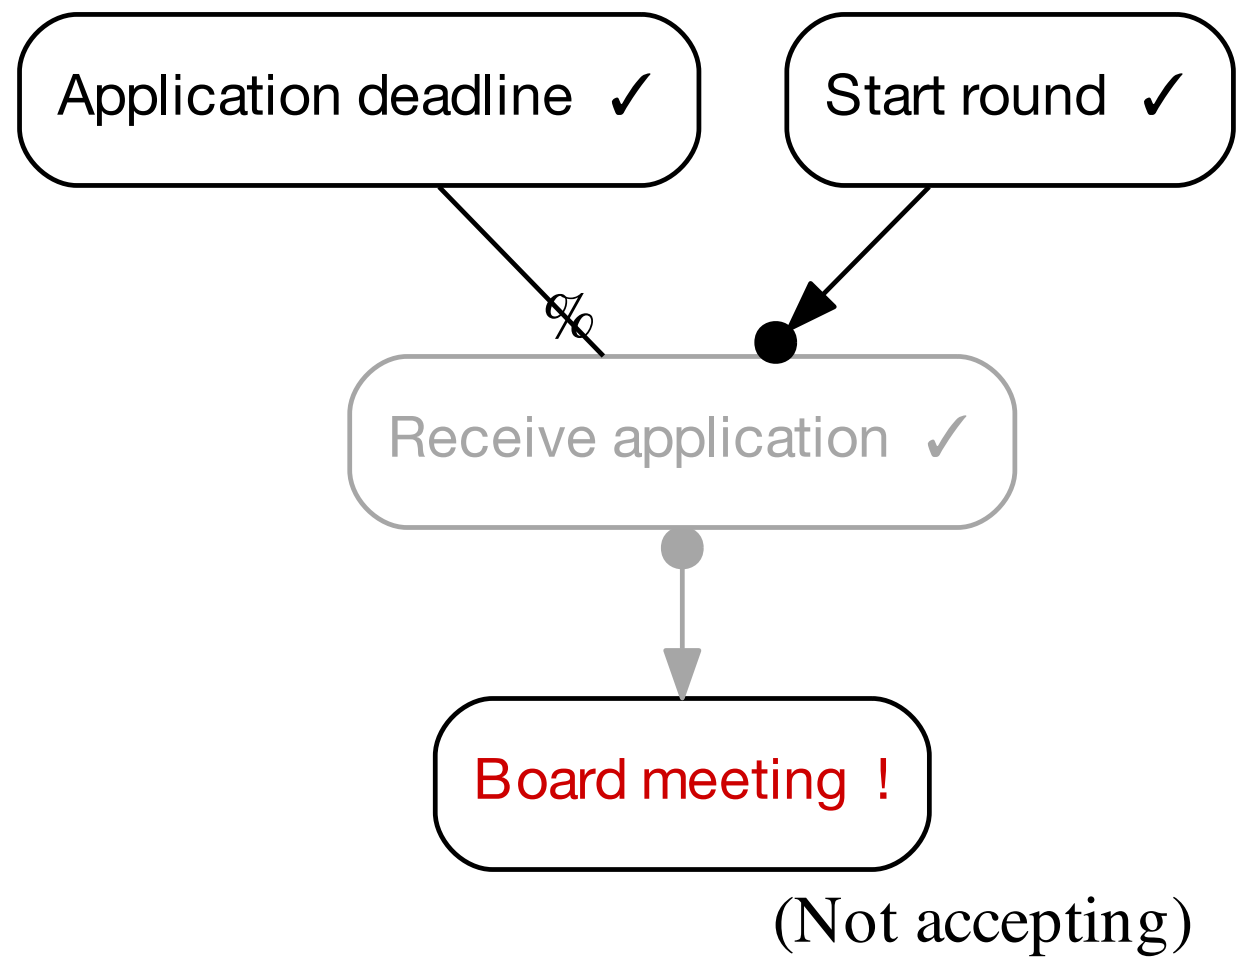 Application deadline ✓
Start round ✓
%
Receive application ✓
Board meeting !
(Not accepting)